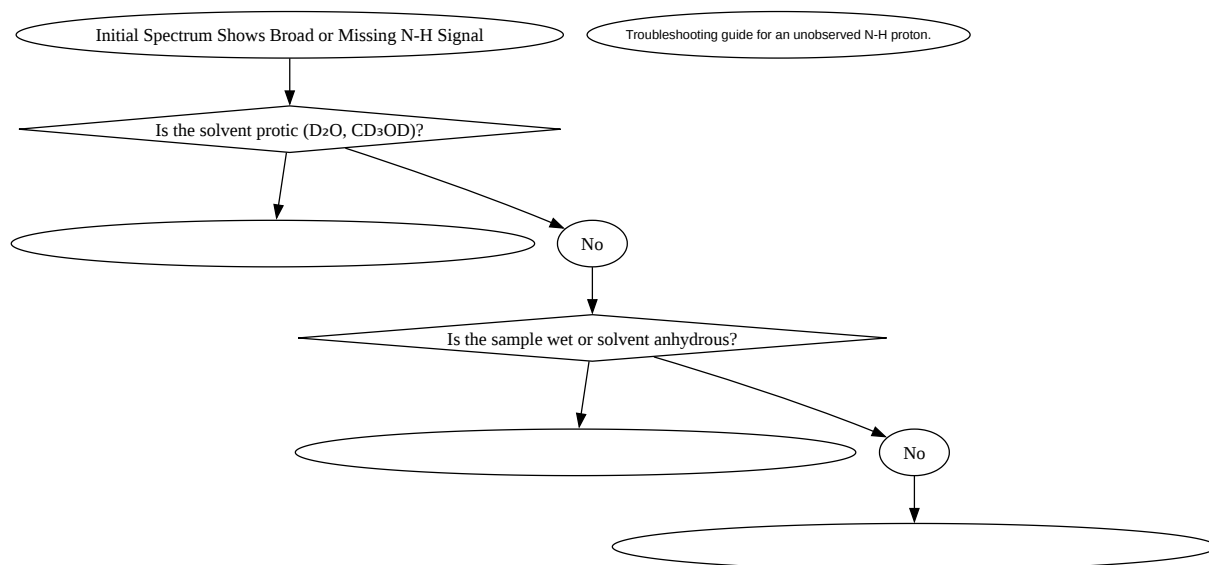 Initial Spectrum Shows Broad or Missing N-H Signal
Troubleshooting guide for an unobserved N-H proton.
Is the solvent protic (D₂O, CD₃OD)?
No
Is the sample wet or solvent anhydrous?
No